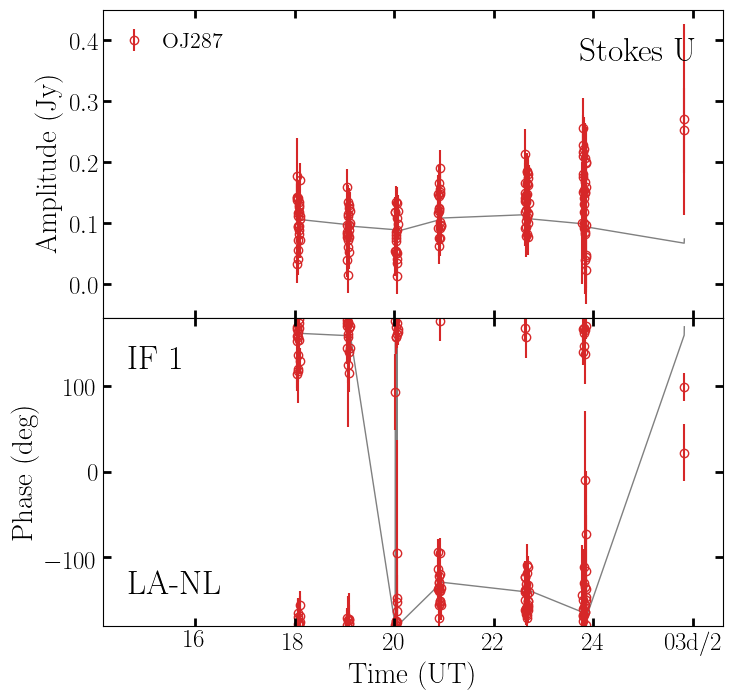 0.4
0.3
0.2
0.1
0.0
Amplitude (Jy)
OJ287
Stokes U
100
0
−100
Phase (deg)
IF 1
LA-NL
16
18
20
22
24
03d/2
Time (UT)